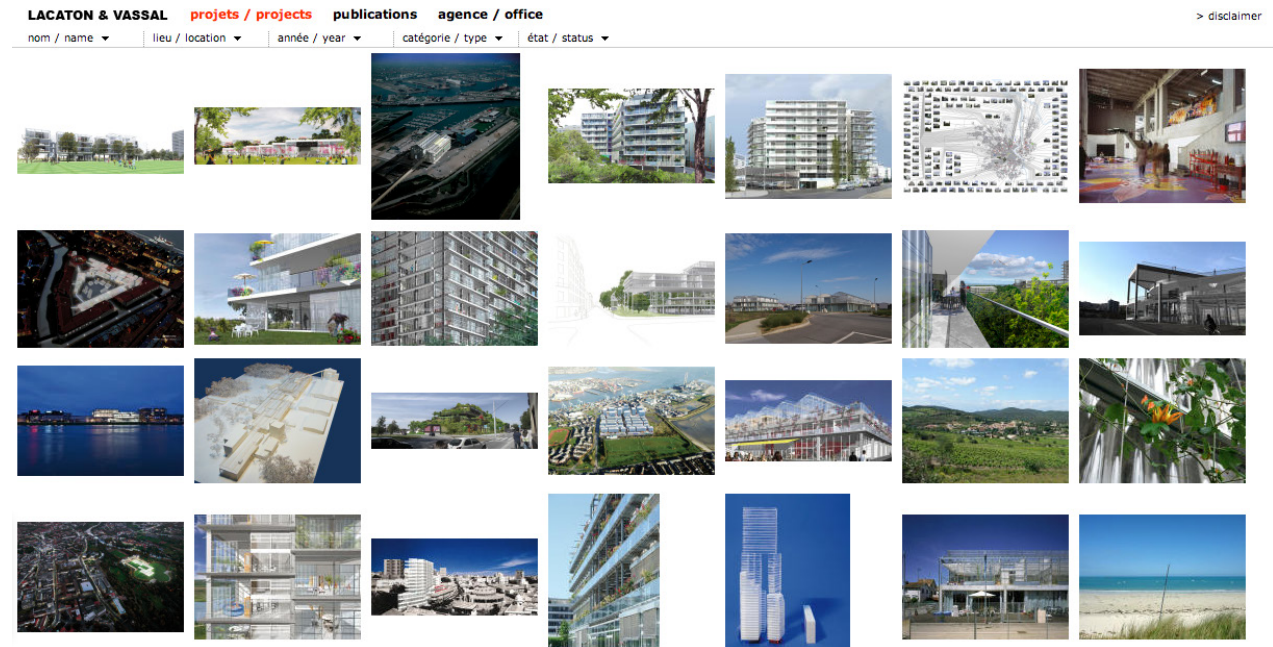 LACATON & VASSAL projets / projects publications agence / office > disclaimer
nom / name lieu / location année / year catégorie / type état / status